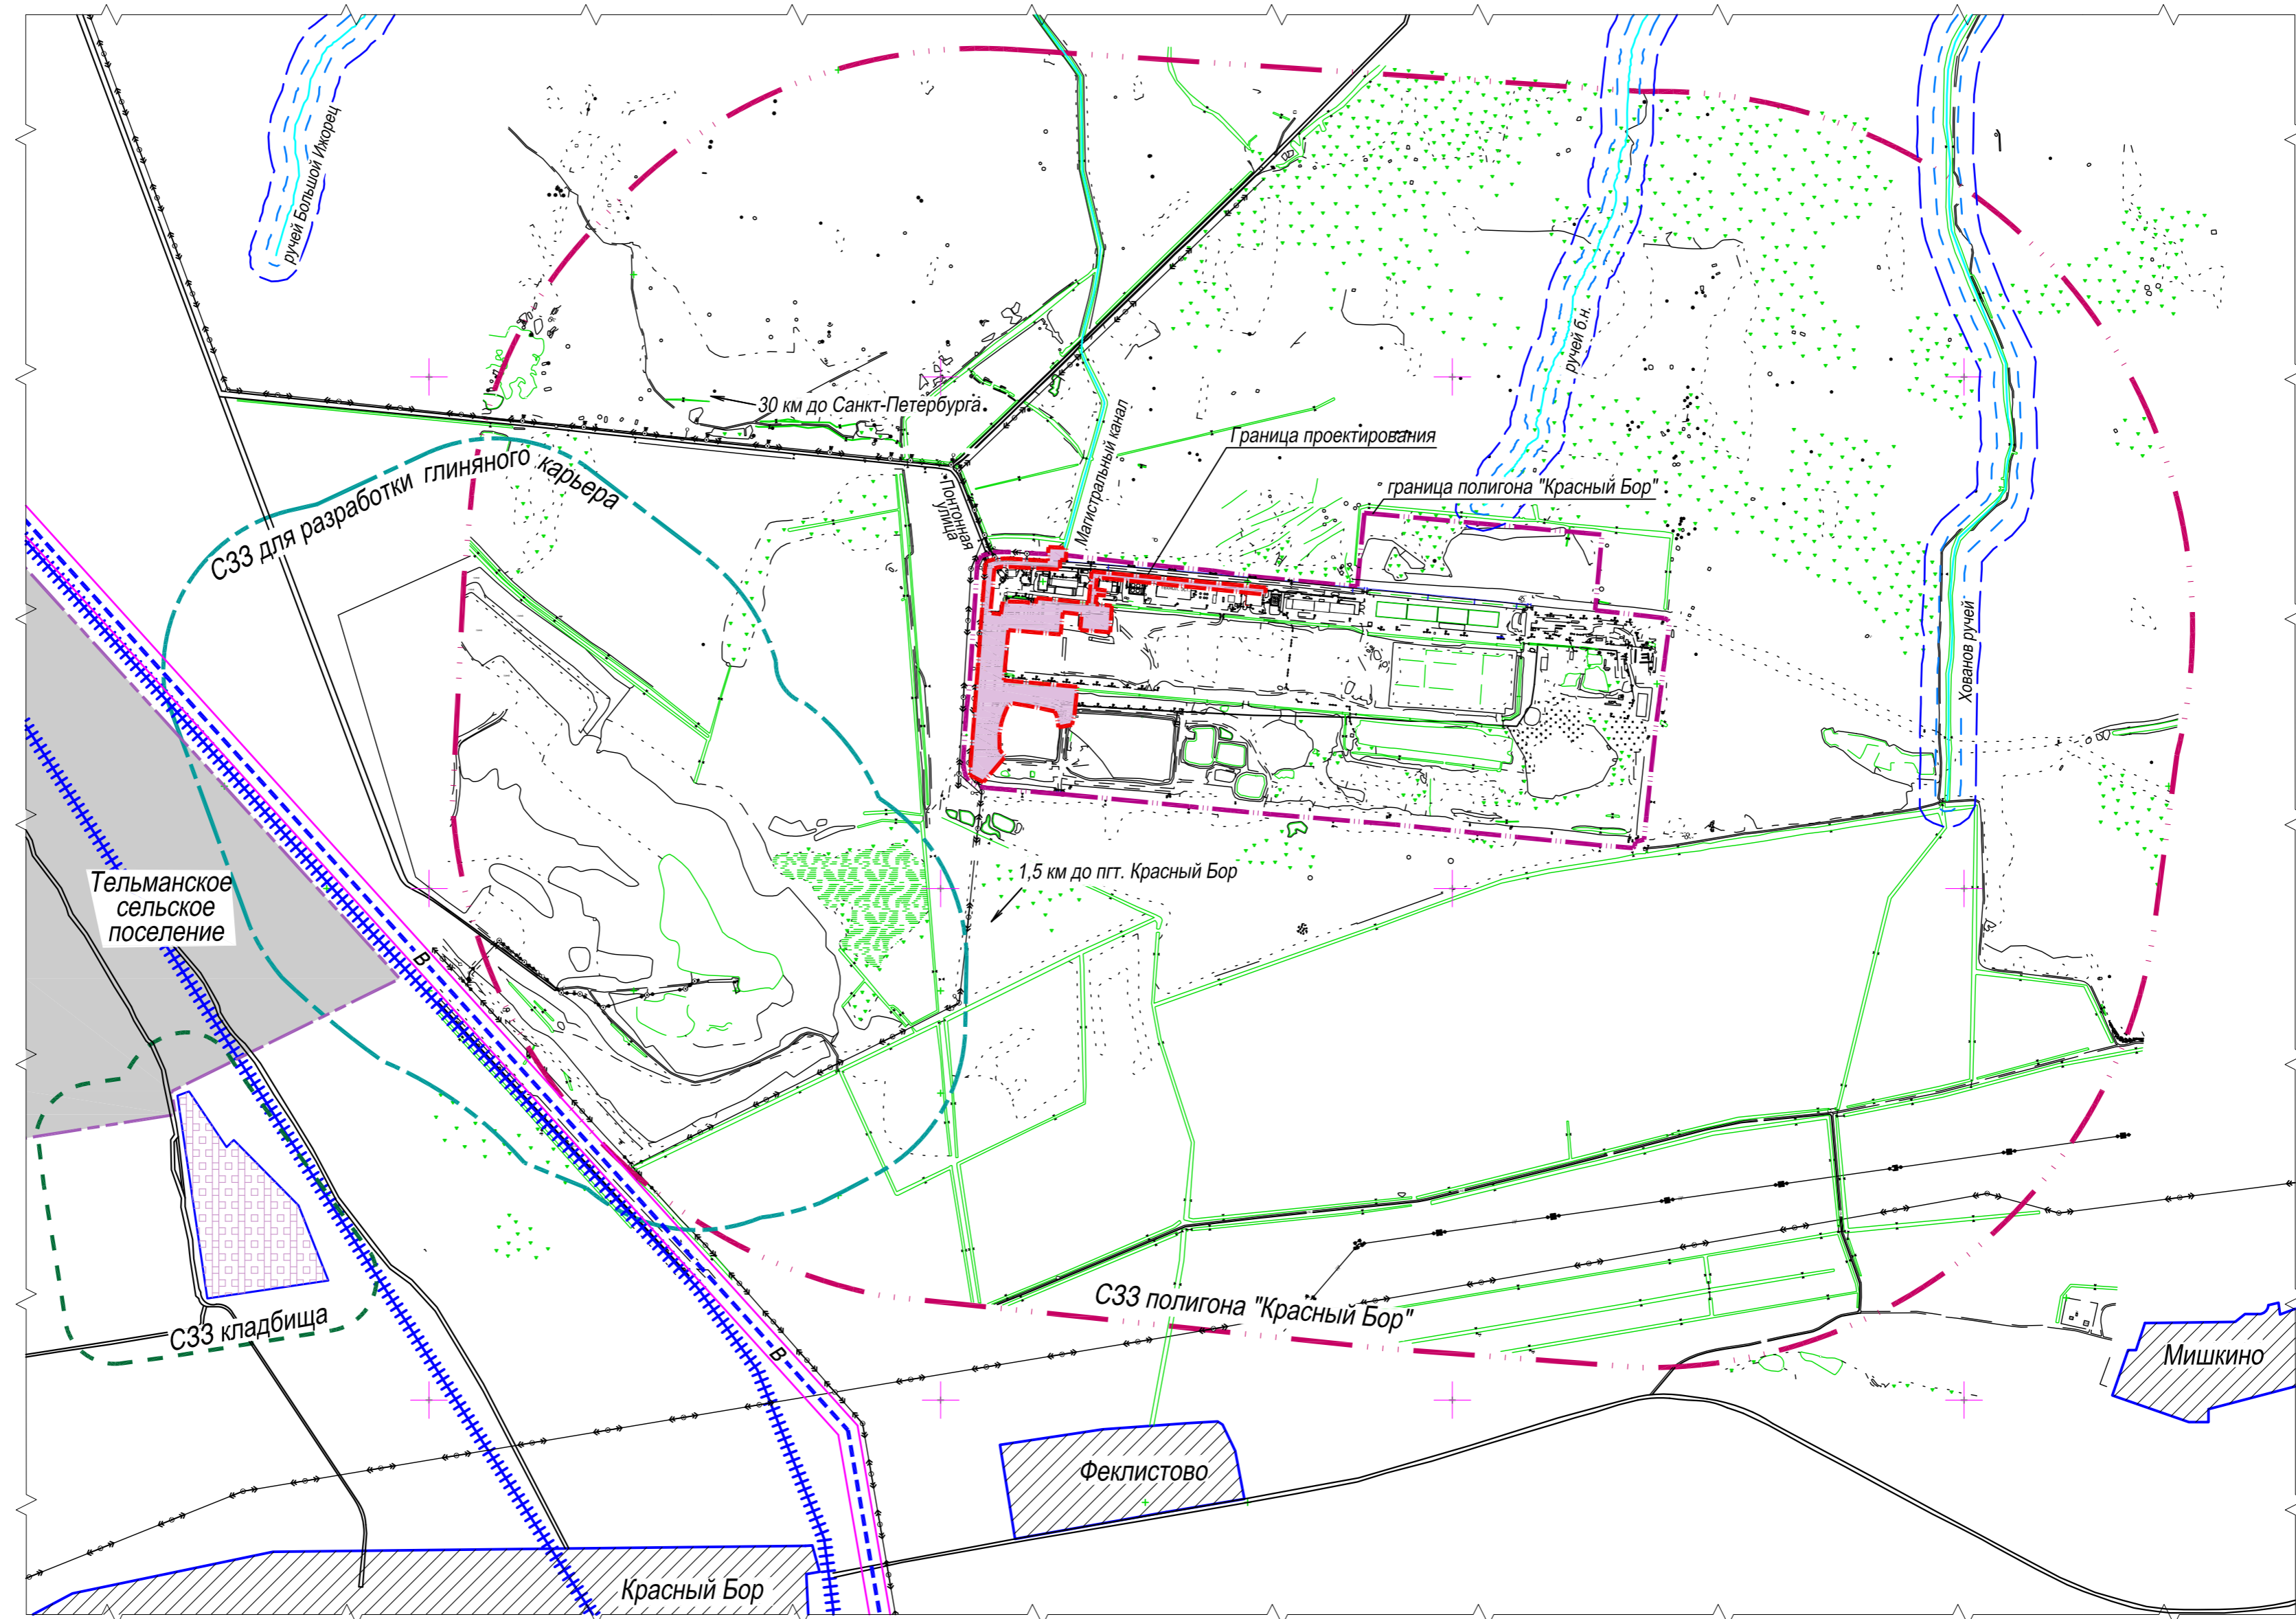 ручей Большой Ижорец
30 км до Санкт-Петербурга
Граница проектирования
граница полигона "Красный Бор"
ручей б.н.
Магистральный канал
Понтонная
улица
СЗЗ для разработки глиняного карьера
Хованов ручей
1,5 км до пгт. Красный Бор
Тельманское
сельское
поселение
В
СЗЗ полигона "Красный Бор"
СЗЗ кладбища
В
Мишкино
Феклистово
Красный Бор